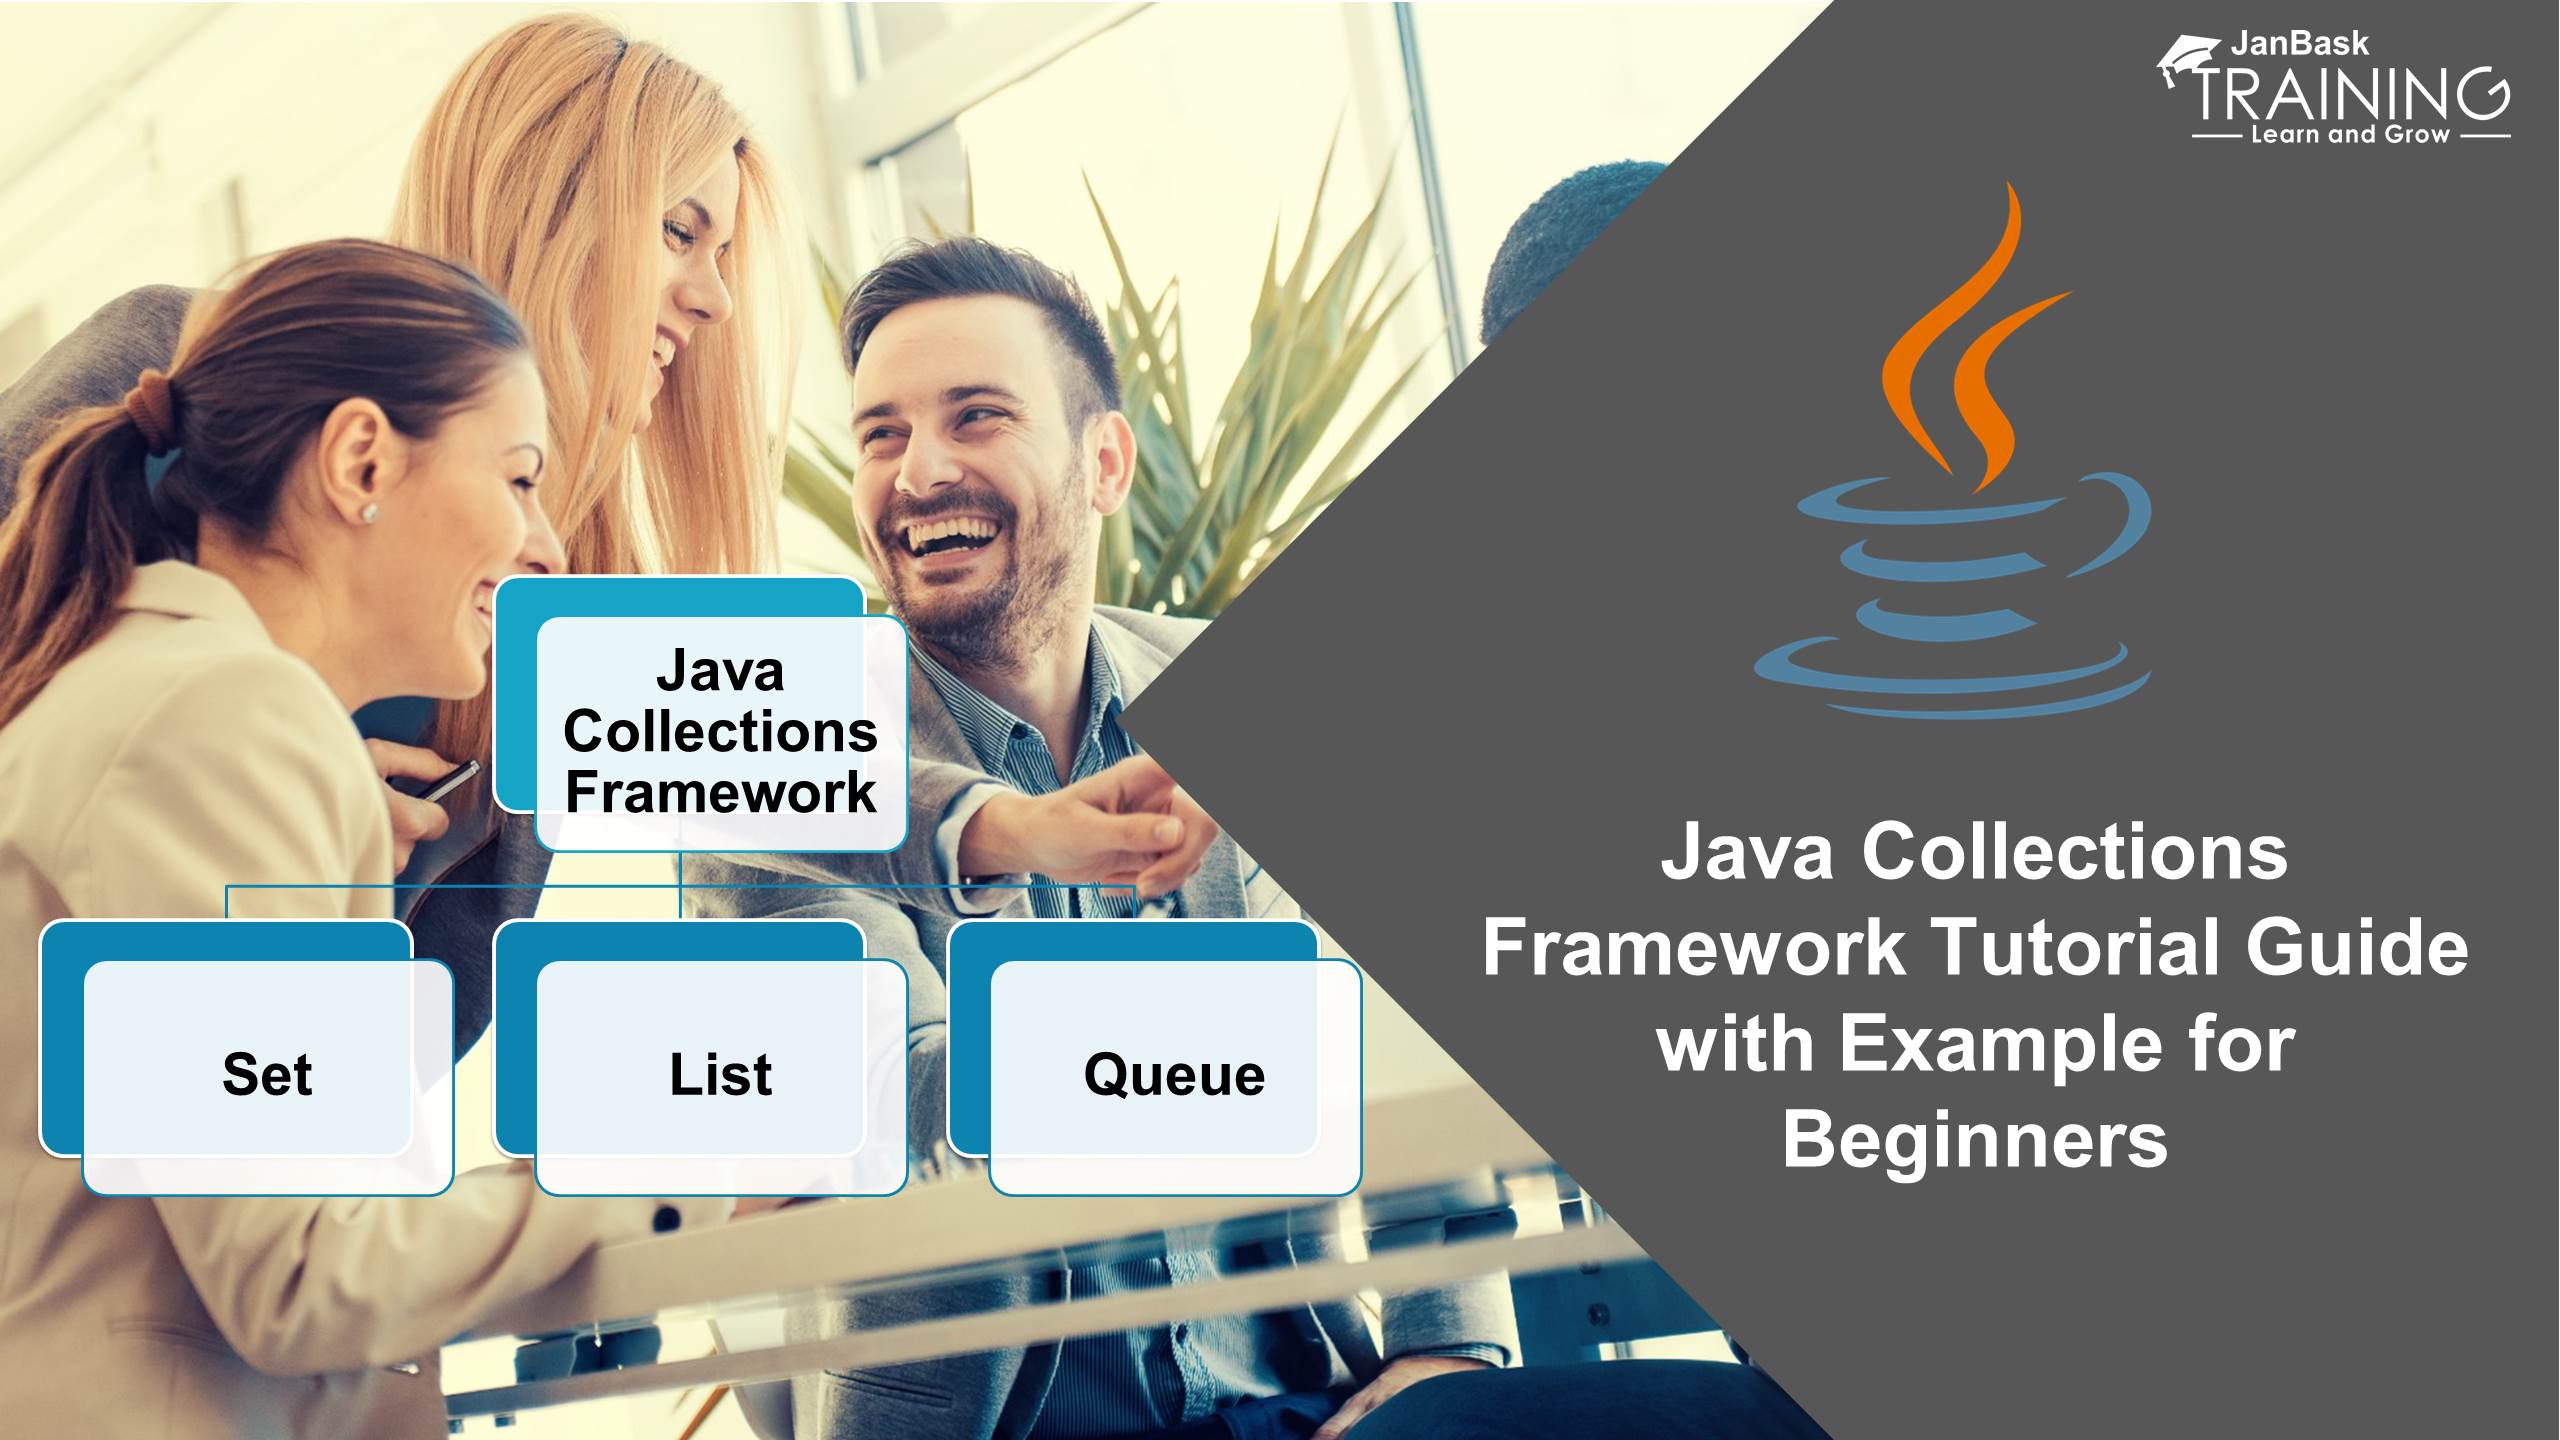 JanBask
TRAINING
Learn and Grow
Java
Collections
Framework
Set
List
Queue
Java Collections
Framework Tutorial Guide
with Example for
Beginners